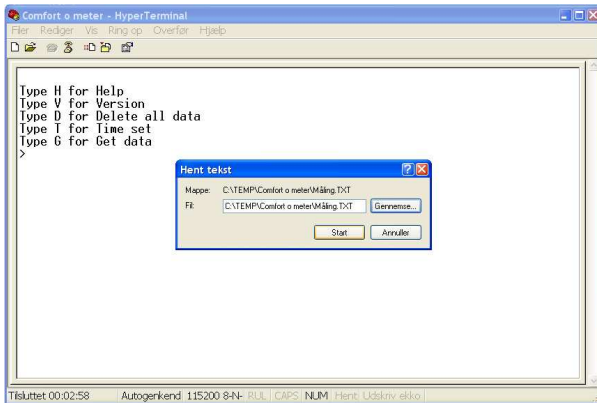 Comfort o meter - HyperTerminal
Filer Rediger Vis Ring op Overfør Hjælp
Type H for Help
Type V for Version
Type D for Delete all data
Type T for Time set
Type G for Get data
>
Hent tekst
Mappe: C:\TEMP\Comfort o meter\Måling.TXT
Fil: C:\TEMP\Comfort o meter\Måling.TXT Gennemse...
Start Annuller
Tilsluttet 00:02:58 Autogenkend 115200 8-N- RUL CAPS NUM Hent Udskriv ekko